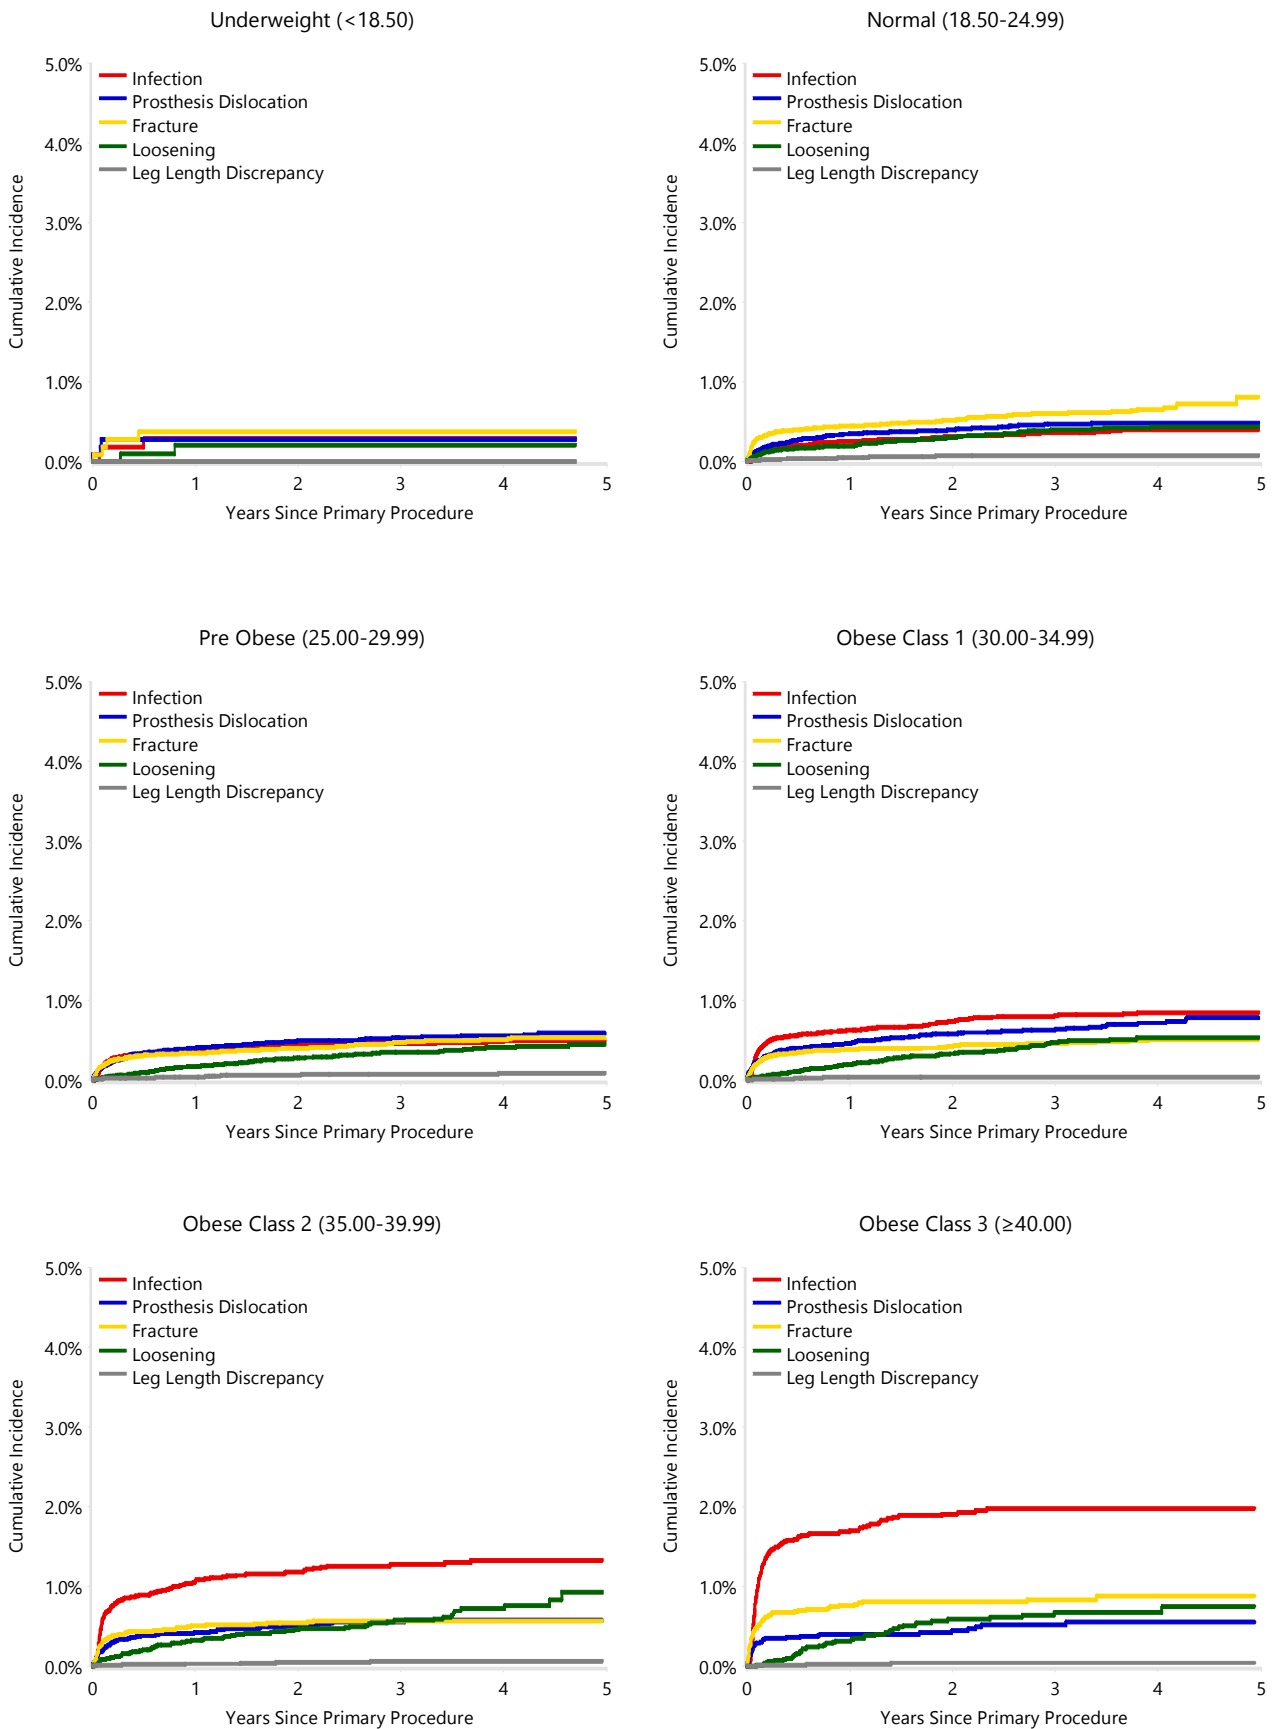 Underweight (<18.50)
5.0%
4.0%
3.0%
2.0%
1.0%
0.0%
Cumulative Incidence
Infection
Prosthesis Dislocation
Fracture
Loosening
Leg Length Discrepancy
0 1 2 3 4 5
Years Since Primary Procedure
Normal (18.50-24.99)
5.0%
4.0%
3.0%
2.0%
1.0%
0.0%
Cumulative Incidence
Infection
Prosthesis Dislocation
Fracture
Loosening
Leg Length Discrepancy
0 1 2 3 4 5
Years Since Primary Procedure
Pre Obese (25.00-29.99)
5.0%
4.0%
3.0%
2.0%
1.0%
0.0%
Cumulative Incidence
Infection
Prosthesis Dislocation
Fracture
Loosening
Leg Length Discrepancy
0 1 2 3 4 5
Years Since Primary Procedure
Obese Class 1 (30.00-34.99)
5.0%
4.0%
3.0%
2.0%
1.0%
0.0%
Cumulative Incidence
Infection
Prosthesis Dislocation
Fracture
Loosening
Leg Length Discrepancy
0 1 2 3 4 5
Years Since Primary Procedure
Obese Class 2 (35.00-39.99)
5.0%
4.0%
3.0%
2.0%
1.0%
0.0%
Cumulative Incidence
Infection
Prosthesis Dislocation
Fracture
Loosening
Leg Length Discrepancy
0 1 2 3 4 5
Years Since Primary Procedure
Obese Class 3 (≥40.00)
5.0%
4.0%
3.0%
2.0%
1.0%
0.0%
Cumulative Incidence
Infection
Prosthesis Dislocation
Fracture
Loosening
Leg Length Discrepancy
0 1 2 3 4 5
Years Since Primary Procedure